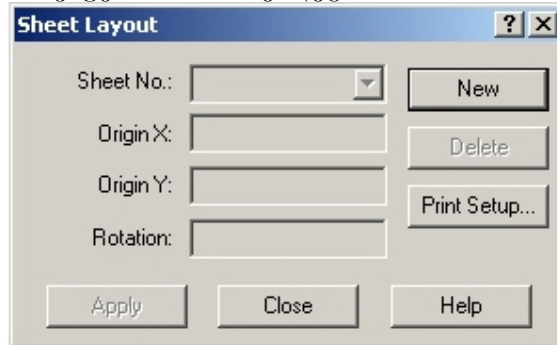 Sheet Layout
Sheet No.:
New
Origin X:
Delete
Origin Y:
Print Setup...
Rotation:
Apply Close Help